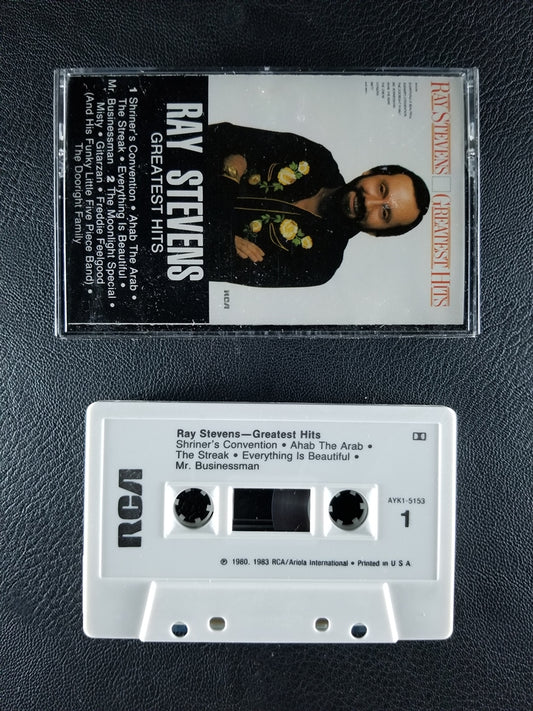 RAY STEVENS GREATEST HITS
RCA
RAY STEVENS
GREATEST HITS
1 Shriner's Convention • Ahab The Arab •
The Streak • Everything Is Beautiful •
Mr. Businessman • 2 The Moonlight Special •
Misty • Gitarzan • Freddie Feelgood
(And His Funky Little Five Piece Band) •
The Dooright Family
Ray Stevens—Greatest Hits
Shriner's Convention • Ahab The Arab •
The Streak • Everything Is Beautiful •
Mr. Businessman
RCA
AYK1-5153
1
℗ 1980, 1983 RCA/Ariola International • Printed in U S A